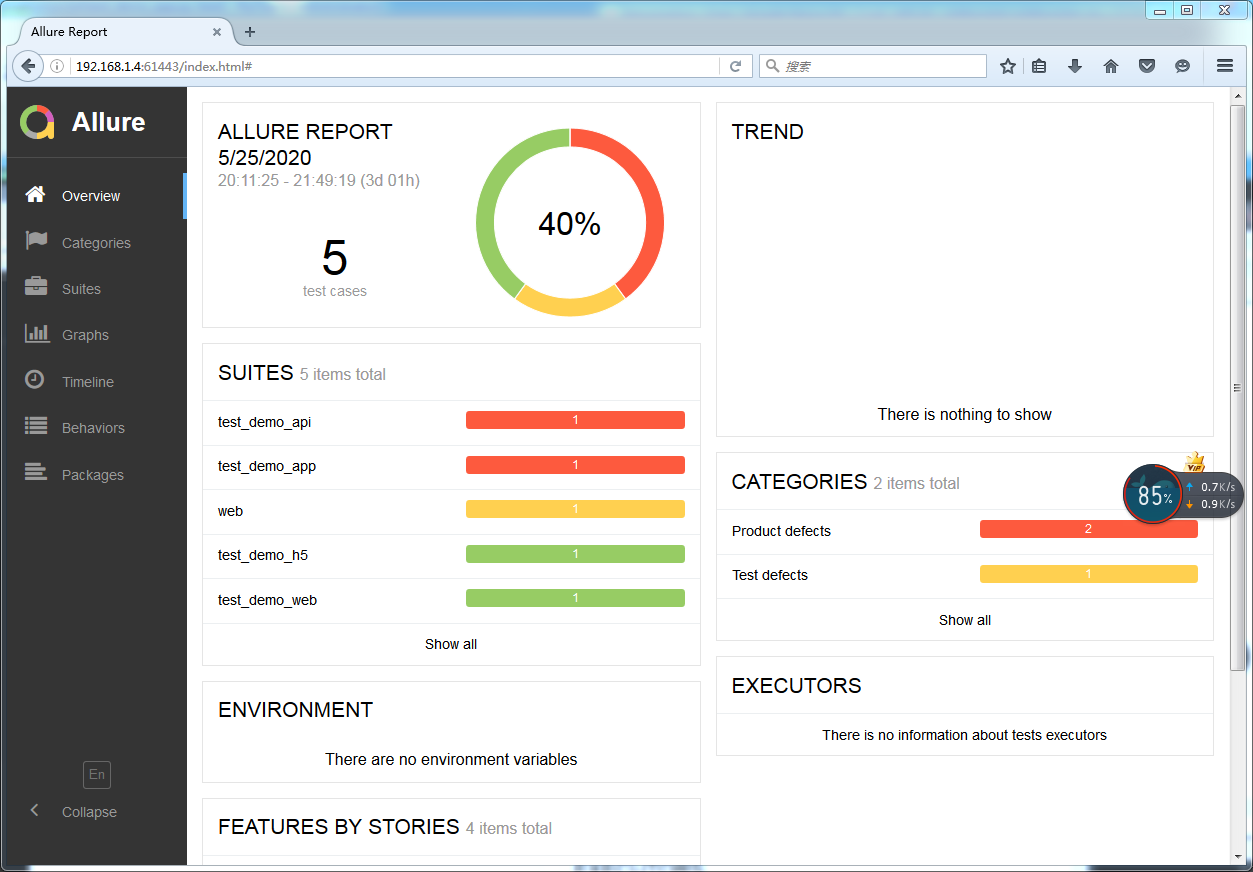 Allure Report
192.168.1.4:61443/index.html#
搜索
Allure
Overview
Categories
Suites
Graphs
Timeline
Behaviors
Packages
En
Collapse
ALLURE REPORT
5/25/2020
20:11:25 - 21:49:19 (3d 01h)
5
test cases
40%
SUITES 5 items total
test_demo_api 1
test_demo_app 1
web 1
test_demo_h5 1
test_demo_web 1
Show all
ENVIRONMENT
There are no environment variables
FEATURES BY STORIES 4 items total
TREND
There is nothing to show
CATEGORIES 2 items total
Product defects 2
Test defects 1
Show all
EXECUTORS
There is no information about tests executors
VIP
85%
0.7K/s
0.9K/s